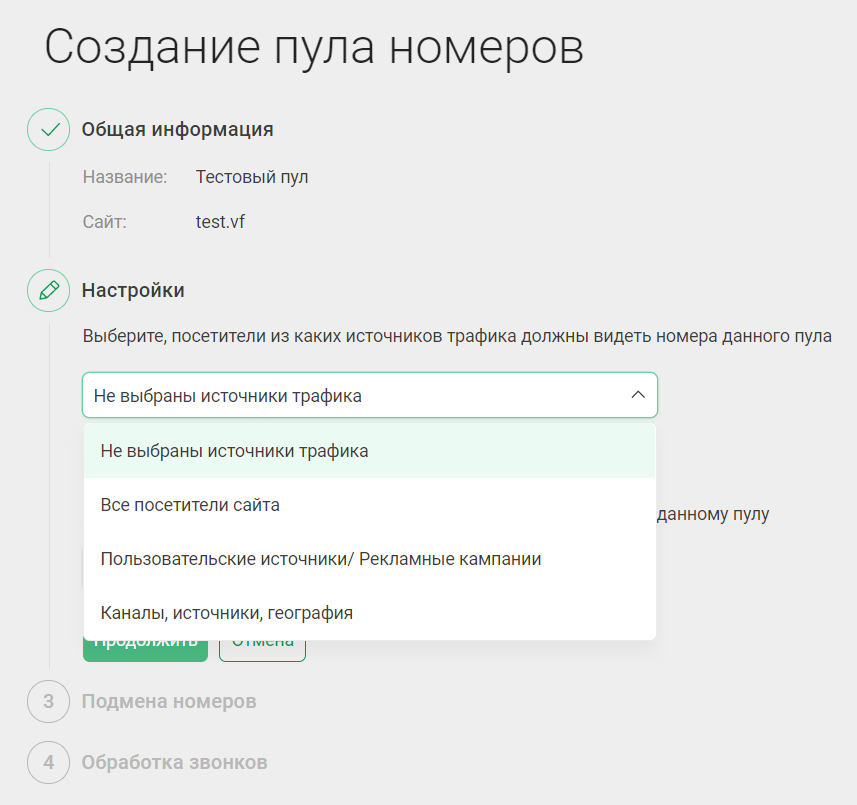 Создание пула номеров
Общая информация
Название: Тестовый пул
Сайт: test.vf
Настройки
Выберите, посетители из каких источников трафика должны видеть номера данного пула
Не выбраны источники трафика
Не выбраны источники трафика
Все посетители сайта
данному пулу
Пользовательские источники/ Рекламные кампании
Каналы, источники, география
Продолжить Отмена
3 Подмена номеров
4 Обработка звонков